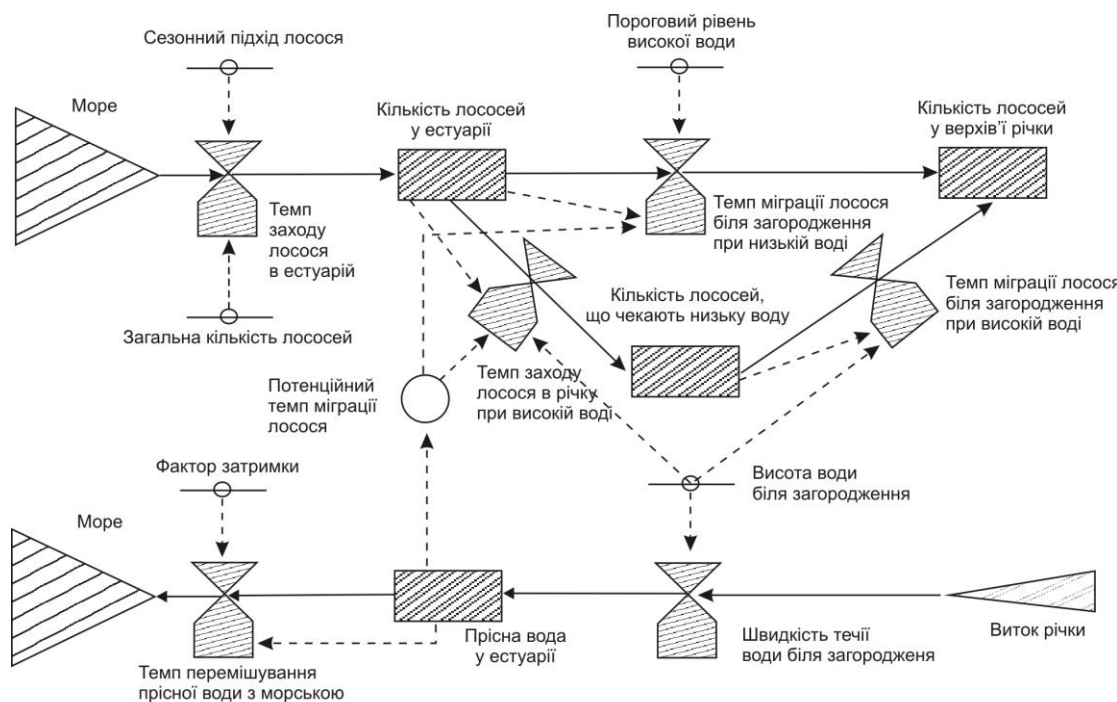 Сезонний підхід лосося
Пороговий рівень
високої води
Море
Кількість лососей
у естуарії
Кількість лососей
у верхів’ї річки
Темп
заходу
лосося
в естуарій
Темп міграції лосося
біля загородження
при низькій воді
Загальна кількість лососей
Кількість лососей,
що чекають низьку воду
Темп міграції лосося
біля загородження
при високій воді
Потенційний
темп міграції
лосося
Темп заходу
лосося в річку
при високій воді
Фактор затримки
Висота води
біля загородження
Море
Прісна вода
у естуарії
Швидкість течії
води біля загородженя
Виток річки
Темп перемішування
прісної води з морською